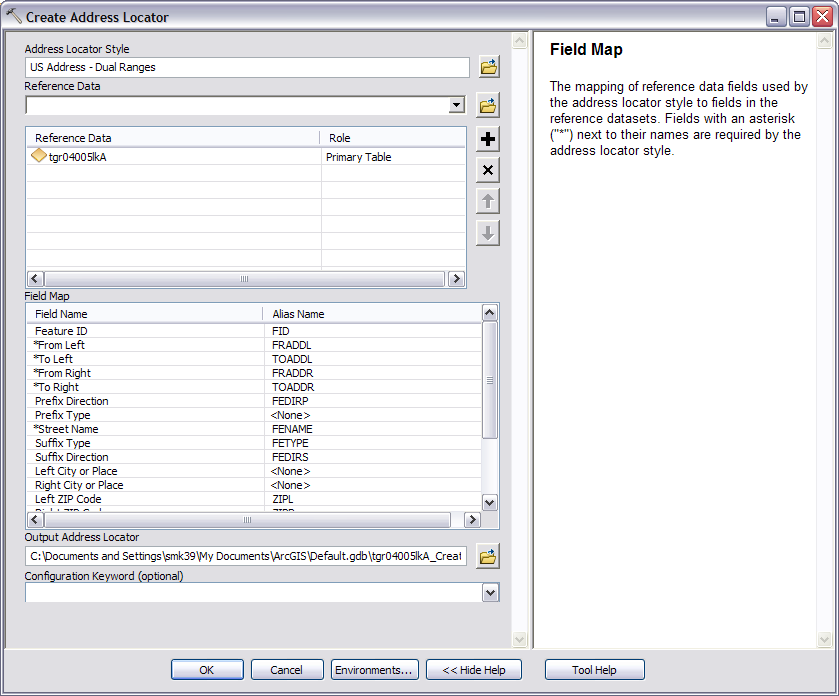 Create Address Locator
Address Locator Style
US Address - Dual Ranges
Reference Data
Reference Data Role
tgr04005lkA Primary Table
Field Map
Field Name Alias Name
Feature ID FID
*From Left FRADDL
*To Left TOADDL
*From Right FRADDR
*To Right TOADDR
Prefix Direction FEDIRP
Prefix Type <None>
*Street Name FENAME
Suffix Type FETYPE
Suffix Direction FEDIRS
Left City or Place <None>
Right City or Place <None>
Left ZIP Code ZIPL
Output Address Locator
C:\Documents and Settings\smk39\My Documents\ArcGIS\Default.gdb\tgr04005lkA_Creat
Configuration Keyword (optional)
Field Map
The mapping of reference data fields used by
the address locator style to fields in the
reference datasets. Fields with an asterisk
("*") next to their names are required by the
address locator style.
OK Cancel Environments... << Hide Help Tool Help